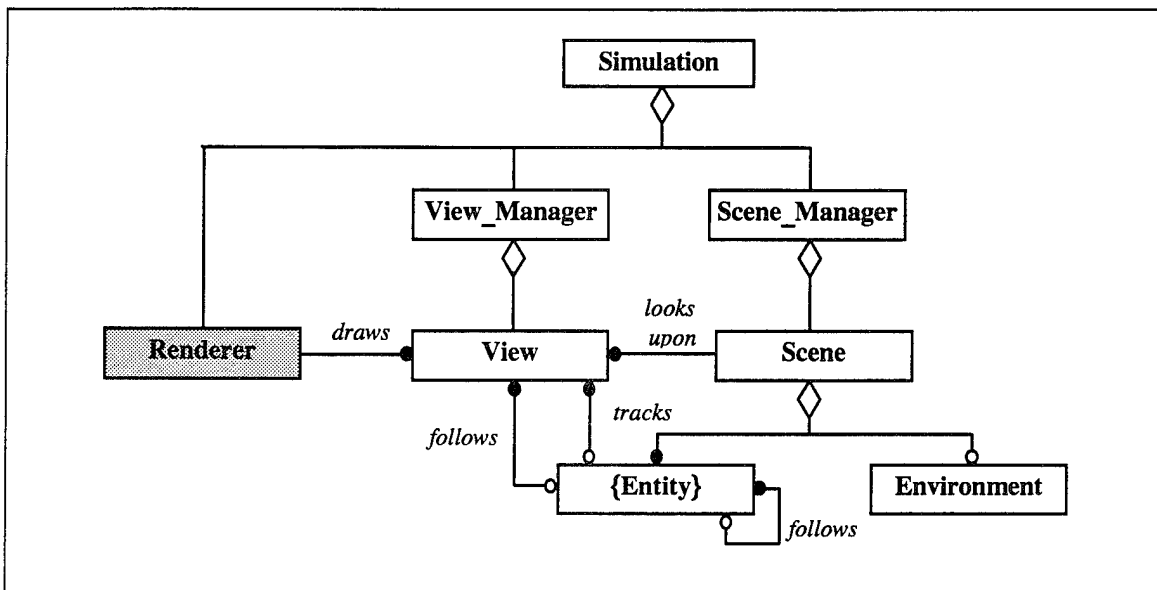 Simulation
View_Manager
Scene_Manager
Renderer
draws
View
looks
upon
Scene
follows
tracks
{Entity}
Environment
follows